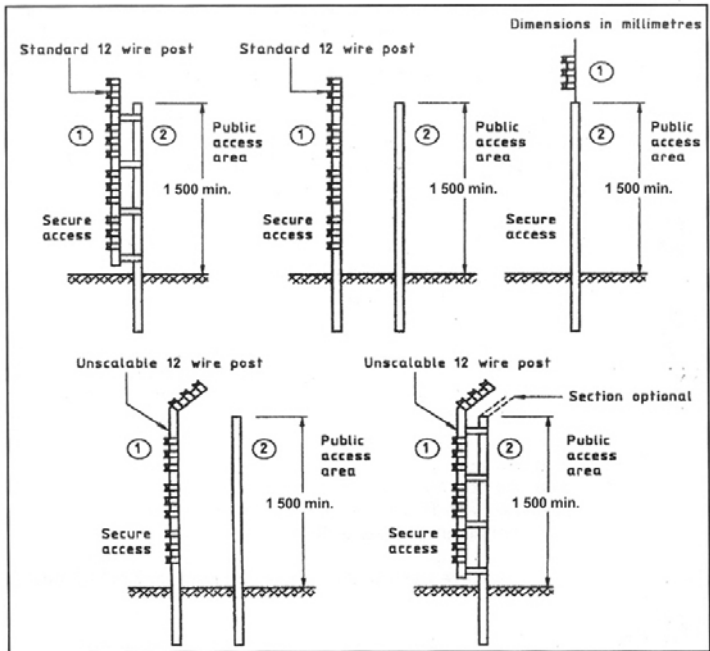 Dimensions in millimetres
Standard 12 wire post
1
2
Public
access
area
1 500 min.
Secure
access
Standard 12 wire post
1
2
Public
access
area
1 500 min.
Secure
access
1
2
Public
access
area
1 500 min.
Secure
access
Unscalable 12 wire post
1
2
Public
access
area
1 500 min.
Secure
access
Unscalable 12 wire post
Section optional
1
2
Public
access
area
1 500 min.
Secure
access